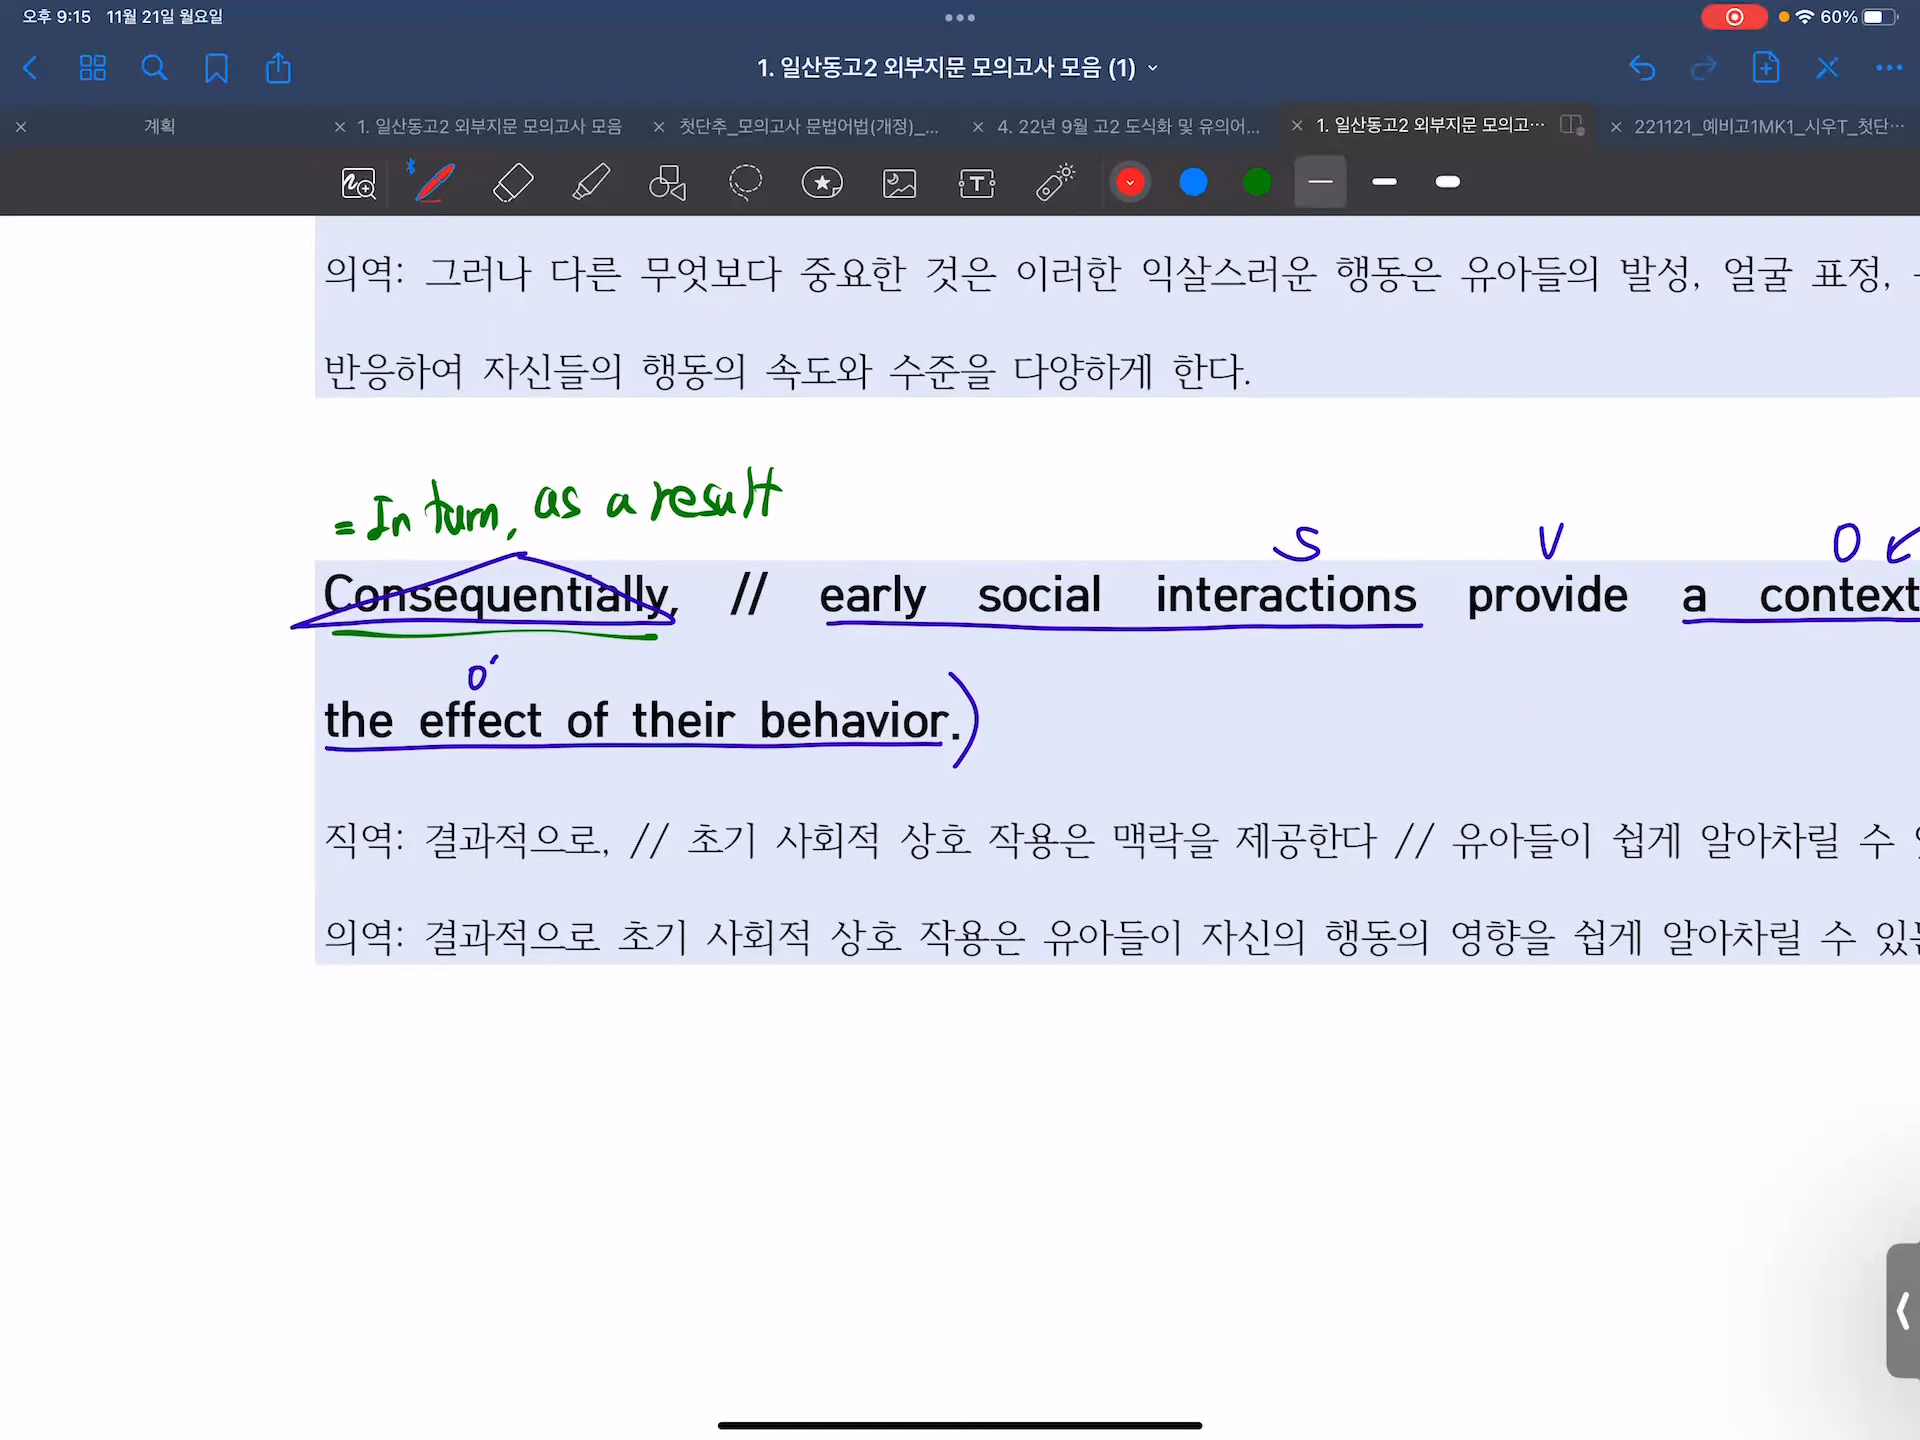 오후 9:15 11월 21일 월요일
60%
1. 일산동고2 외부지문 모의고사 모음 (1)
계획
1. 일산동고2 외부지문 모의고사 모음
첫단추_모의고사 문법어법(개정)_...
4. 22년 9월 고2 도식화 및 유의어...
1. 일산동고2 외부지문 모의고...
221121_예비고1MK1_시우T_첫단...
의역: 그러나 다른 무엇보다 중요한 것은 이러한 익살스러운 행동은 유아들의 발성, 얼굴 표정,
반응하여 자신들의 행동의 속도와 수준을 다양하게 한다.
= In turn, as a result
S V O
Consequentially, // early social interactions provide a context
o'
the effect of their behavior.)
직역: 결과적으로, // 초기 사회적 상호 작용은 맥락을 제공한다 // 유아들이 쉽게 알아차릴 수
의역: 결과적으로 초기 사회적 상호 작용은 유아들이 자신의 행동의 영향을 쉽게 알아차릴 수 있는